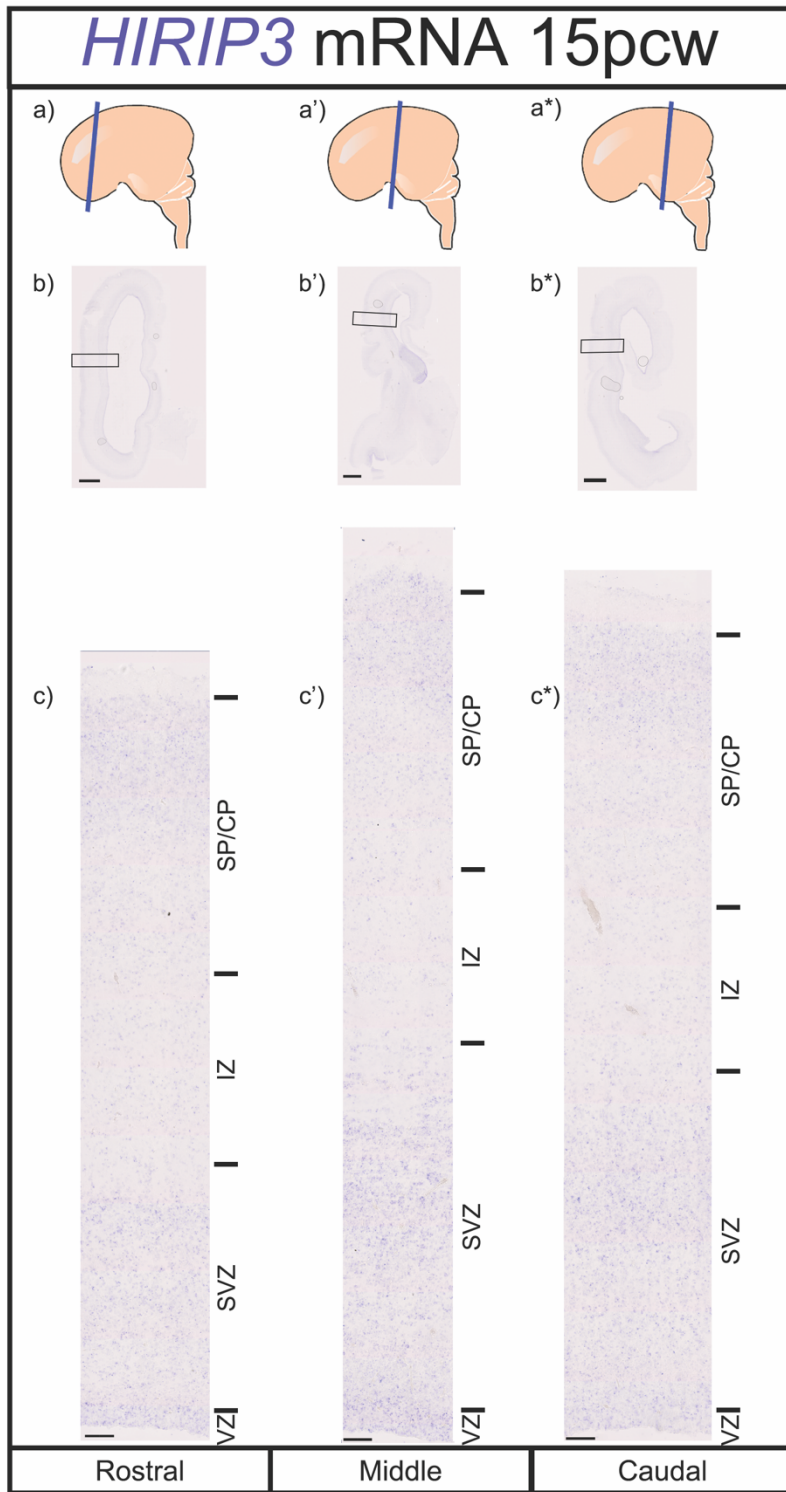 HIRIP3 mRNA 15pcw
a)
a')
a*)
b)
b')
b*)
c)
SP/CP
IZ
SVZ
VZ
c')
SP/CP
IZ
SVZ
VZ
c*)
SP/CP
IZ
SVZ
VZ
Rostral
Middle
Caudal